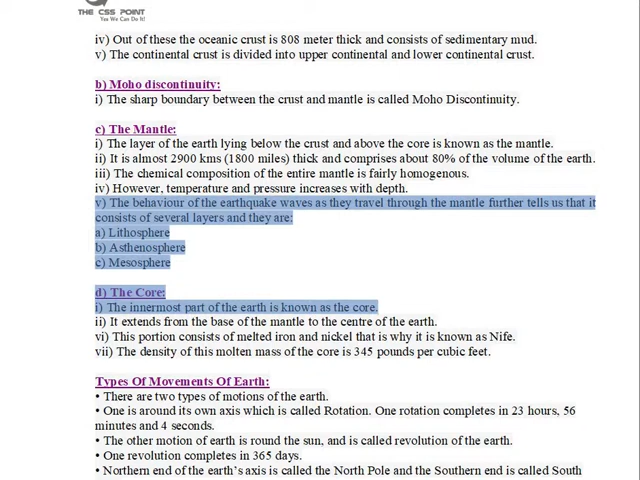 THE CSS POINT
Yes We Can Do It!
iv) Out of these the oceanic crust is 808 meter thick and consists of sedimentary mud.
v) The continental crust is divided into upper continental and lower continental crust.
b) Moho discontinuity:
i) The sharp boundary between the crust and mantle is called Moho Discontinuity.
c) The Mantle:
i) The layer of the earth lying below the crust and above the core is known as the mantle.
ii) It is almost 2900 kms (1800 miles) thick and comprises about 80% of the volume of the earth.
iii) The chemical composition of the entire mantle is fairly homogenous.
iv) However, temperature and pressure increases with depth.
v) The behaviour of the earthquake waves as they travel through the mantle further tells us that it
consists of several layers and they are:
a) Lithosphere
b) Asthenosphere
c) Mesosphere
d) The Core:
i) The innermost part of the earth is known as the core.
ii) It extends from the base of the mantle to the centre of the earth.
vi) This portion consists of melted iron and nickel that is why it is known as Nife.
vii) The density of this molten mass of the core is 345 pounds per cubic feet.
Types Of Movements Of Earth:
• There are two types of motions of the earth.
• One is around its own axis which is called Rotation. One rotation completes in 23 hours, 56
minutes and 4 seconds.
• The other motion of earth is round the sun, and is called revolution of the earth.
• One revolution completes in 365 days.
• Northern end of the earth's axis is called the North Pole and the Southern end is called South